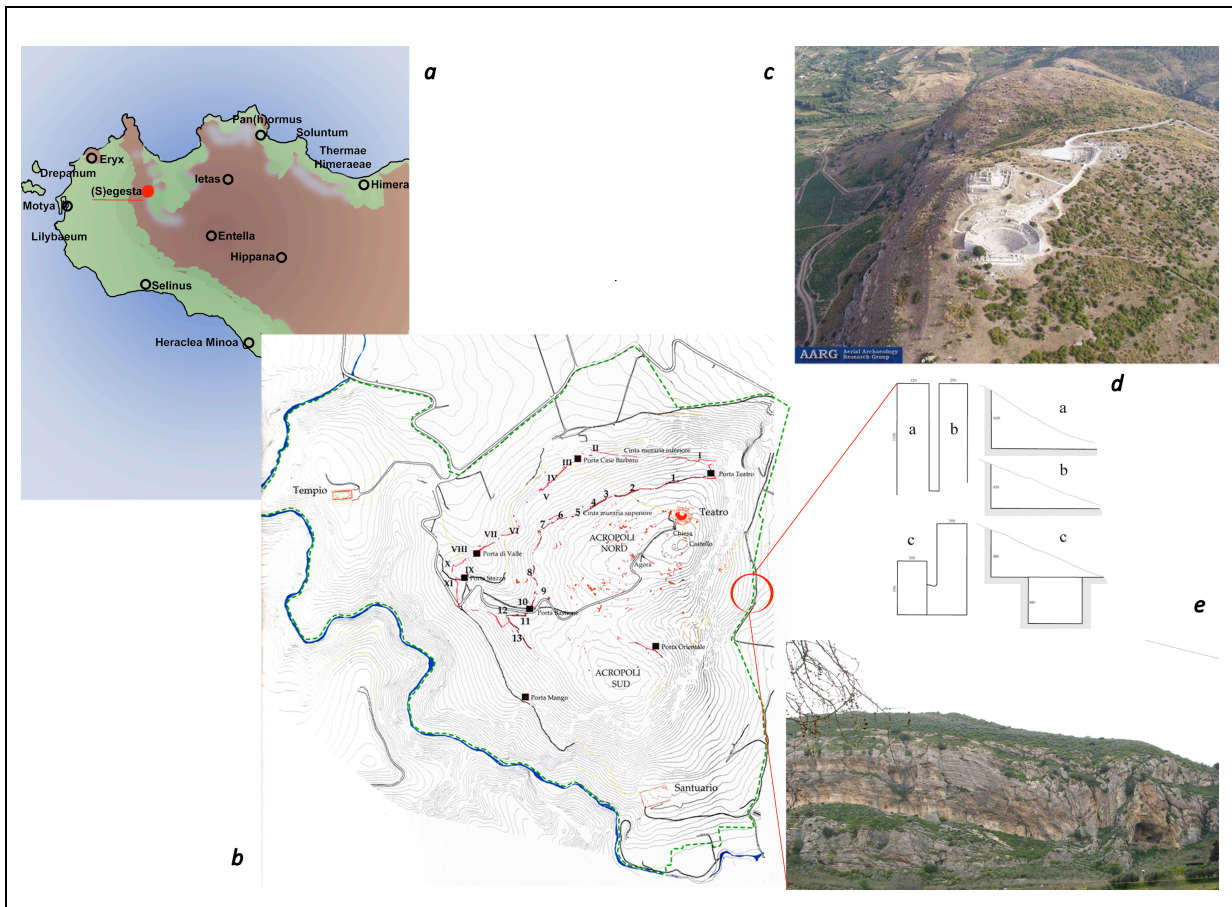 a
Pan(h)ormus
Soluntum
Thermae
Himeraeae
Eryx
Drepanum
(S)egesta
Ietas
Himera
Motya
Lilybaeum
Entella
Hippana
Selinus
Heraclea Minoa
c
AARG Aerial Archaeology
Research Group
b
Tempio
II
Cinta muraria inferiore
I
III
Porta Case Barbaro
IV
V
Porta Teatro
1
2
3
4
5
Cinta muraria superiore
6
7
Teatro
Chiesa
Castello
ACROPOLI
NORD
Agorà
VI
VII
VIII
Porta di Valle
X
IX
XI
Porta Stazzo
8
9
10
Porta Bastione
11
12
13
Porta Orientale
ACROPOLI
SUD
Porta Mango
Santuario
d
a
b
c
a
b
c
e